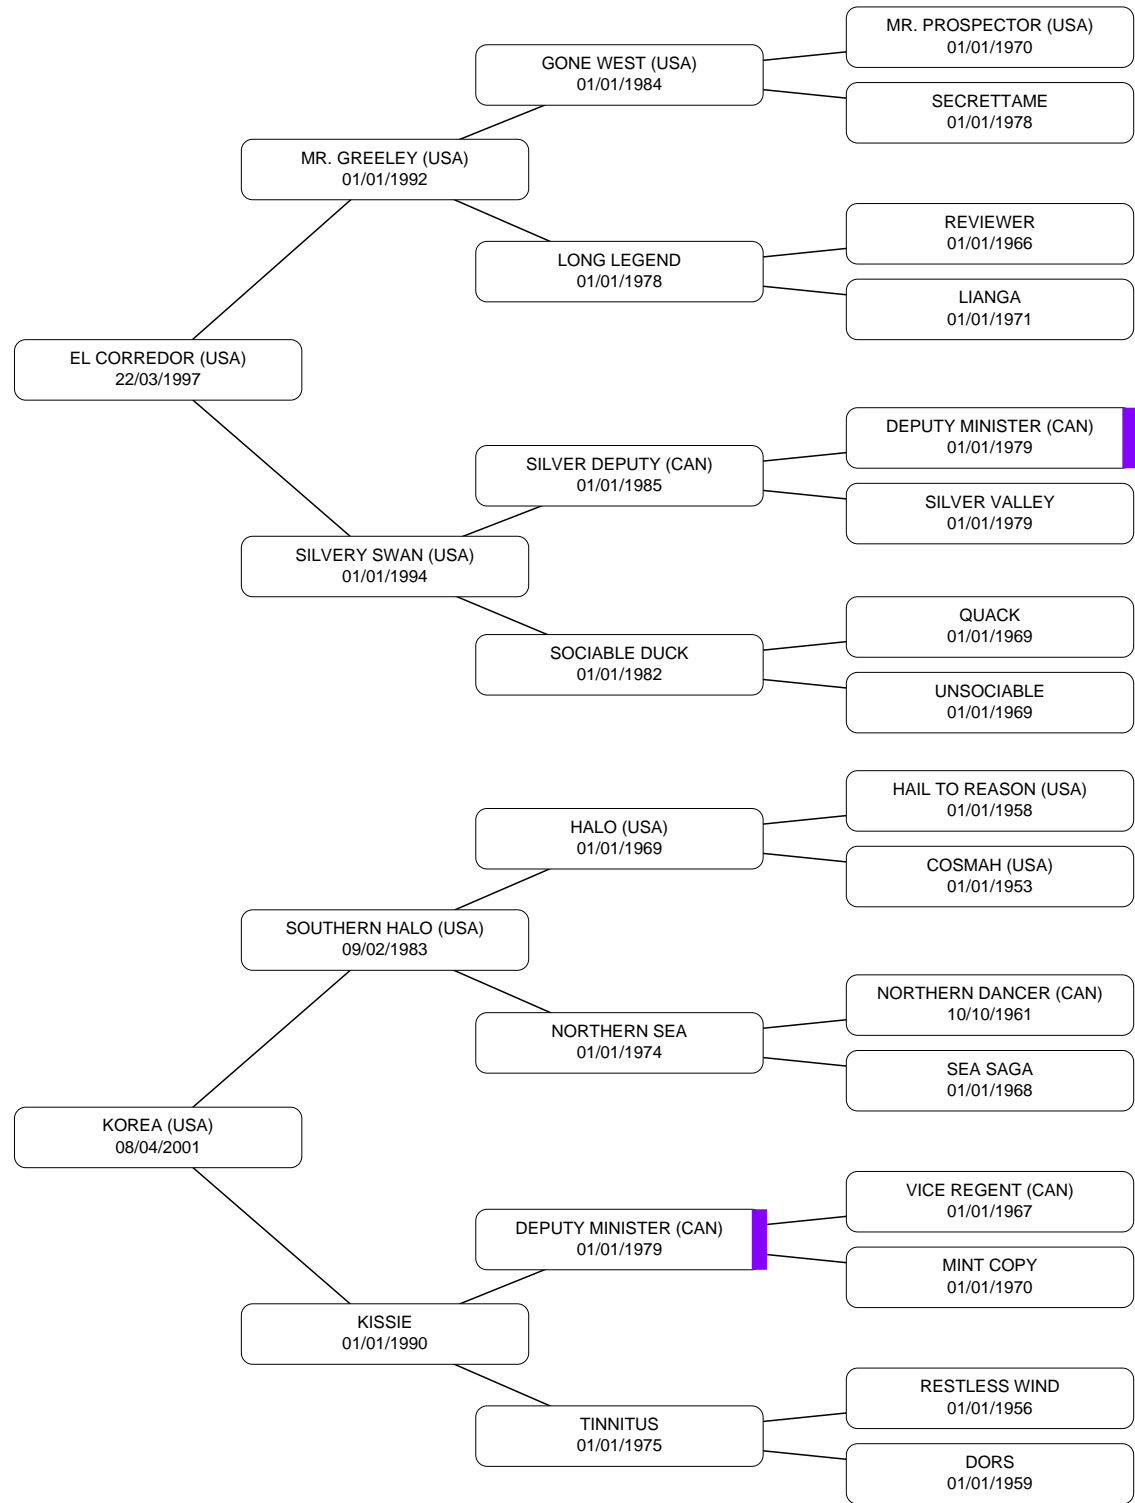 MR. PROSPECTOR (USA)
01/01/1970
GONE WEST (USA)
01/01/1984
SECRETTAME
01/01/1978
MR. GREELEY (USA)
01/01/1992
REVIEWER
01/01/1966
LONG LEGEND
01/01/1978
LIANGA
01/01/1971
EL CORREDOR (USA)
22/03/1997
DEPUTY MINISTER (CAN)
01/01/1979
SILVER DEPUTY (CAN)
01/01/1985
SILVER VALLEY
01/01/1979
SILVERY SWAN (USA)
01/01/1994
QUACK
01/01/1969
SOCIABLE DUCK
01/01/1982
UNSOCIABLE
01/01/1969
HAIL TO REASON (USA)
01/01/1958
HALO (USA)
01/01/1969
COSMAH (USA)
01/01/1953
SOUTHERN HALO (USA)
09/02/1983
NORTHERN DANCER (CAN)
10/10/1961
NORTHERN SEA
01/01/1974
SEA SAGA
01/01/1968
KOREA (USA)
08/04/2001
VICE REGENT (CAN)
01/01/1967
DEPUTY MINISTER (CAN)
01/01/1979
MINT COPY
01/01/1970
KISSIE
01/01/1990
RESTLESS WIND
01/01/1956
TINNITUS
01/01/1975
DORS
01/01/1959